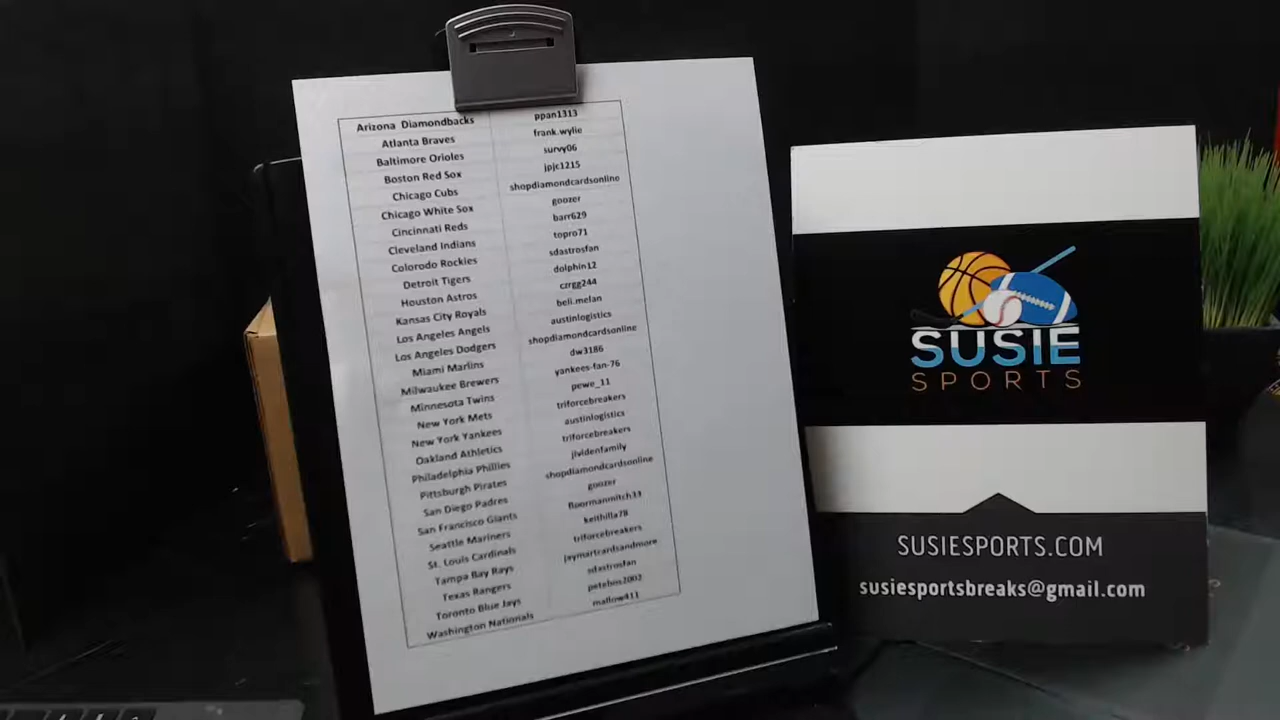 Arizona Diamondbacks ppan1313
Atlanta Braves frank.wylie
Baltimore Orioles survy06
Boston Red Sox jpjc1215
Chicago Cubs shopdiamondcardsonline
Chicago White Sox goozer
Cincinnati Reds barr629
Cleveland Indians topro71
Colorodo Rockies sdastrosfan
Detroit Tigers dolphin12
Houston Astros czrgg244
Kansas City Royals beli.melan
Los Angeles Angels austinlogistics
Los Angeles Dodgers shopdiamondcardsonline
Miami Marlins dw3186
Milwaukee Brewers yankees-fan-76
Minnesota Twins pewe_11
New York Mets triforcebreakers
New York Yankees austinlogistics
Oakland Athletics triforcebreakers
Philadelphia Phillies jividenfamily
Pittsburgh Pirates shopdiamondcardsonline
San Diego Padres goozer
San Francisco Giants floormanmitch33
Seattle Mariners keithilla78
St. Louis Cardinals triforcebreakers
Tampa Bay Rays jaymartcardsandmore
Texas Rangers sdastrosfan
Toronto Blue Jays petebos2002
Washington Nationals mallow411
SUSIE
SPORTS
SUSIESPORTS.COM
susiesportsbreaks@gmail.com